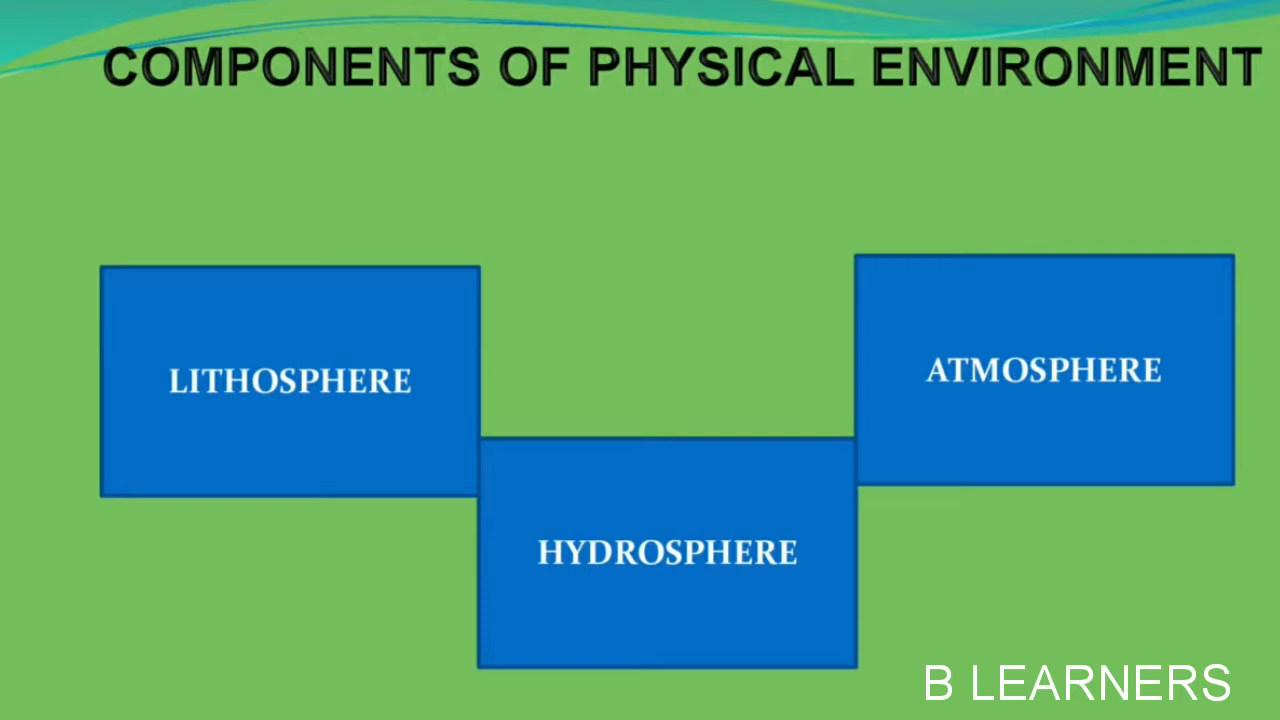 COMPONENTS OF PHYSICAL ENVIRONMENT
LITHOSPHERE
ATMOSPHERE
HYDROSPHERE
B LEARNERS